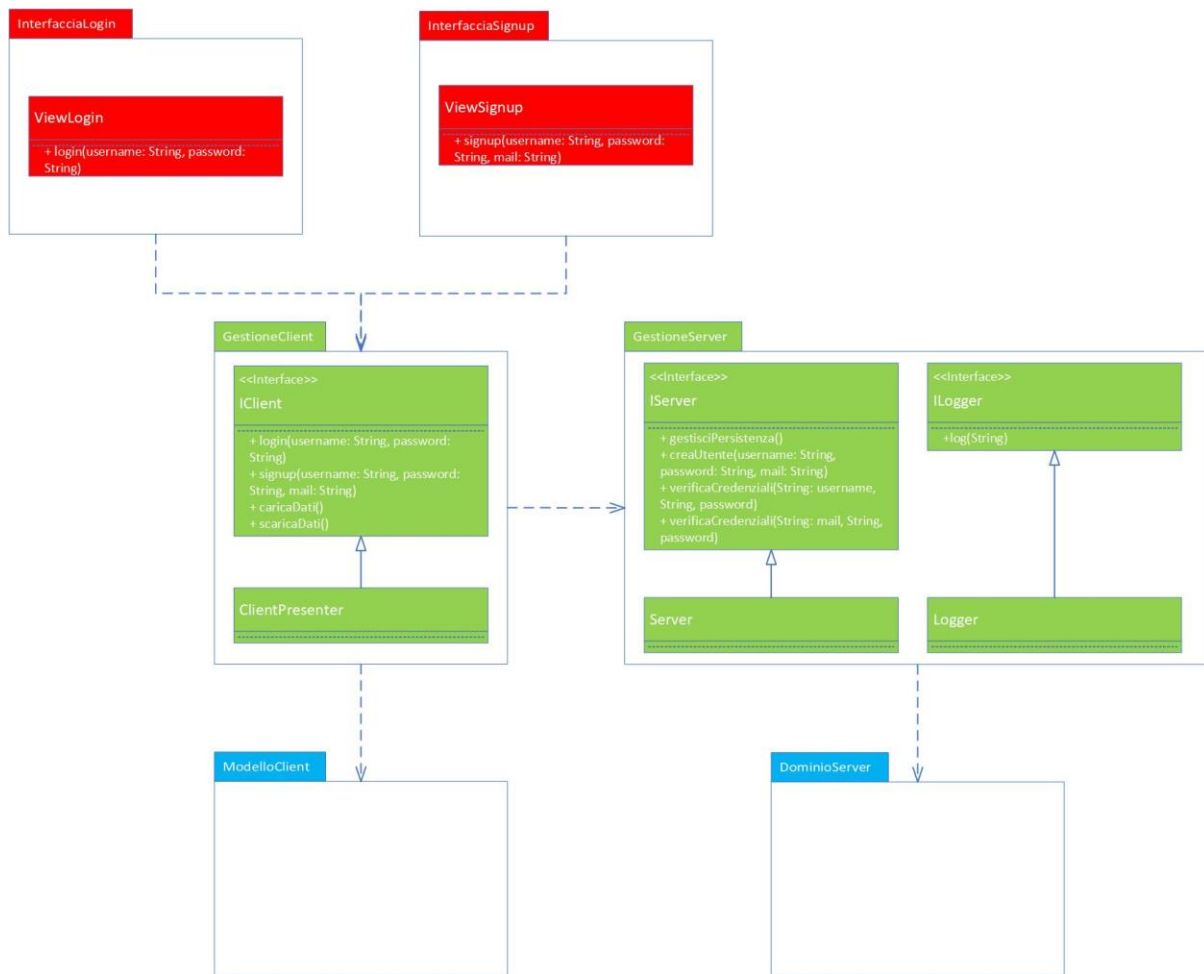 InterfacciaLogin
ViewLogin
+ login(username: String, password:
String)
InterfacciaSignup
ViewSignup
+ signup(username: String, password:
String, mail: String)
GestioneClient
<<Interface>>
IClient
+ login(username: String, password:
String)
+ signup(username: String, password:
String, mail: String)
+ caricaDati()
+ scaricaDati()
ClientPresenter
GestioneServer
<<Interface>>
IServer
+ gestisciPersistenza()
+ creaUtente(username: String,
password: String, mail: String)
+ verificaCredenziali(String: username,
String, password)
+ verificaCredenziali(String: mail, String,
password)
Server
<<Interface>>
ILogger
+log(String)
Logger
ModelloClient
DominioServer